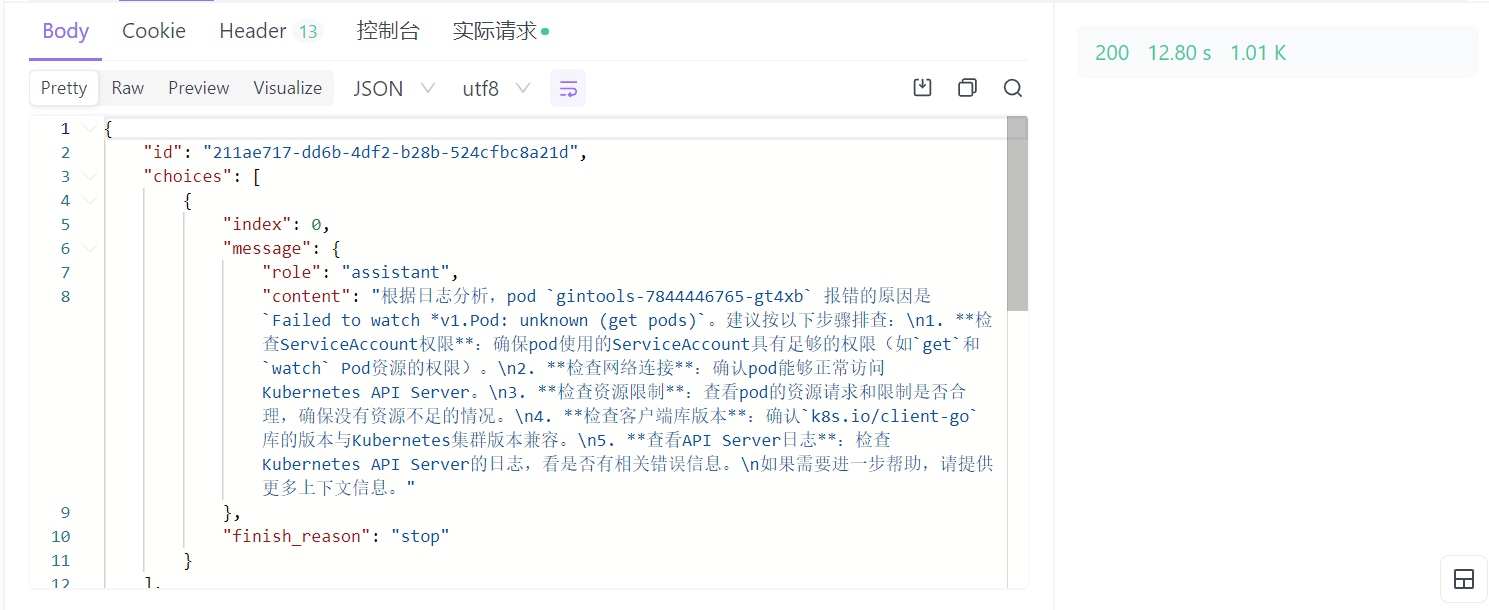 Body Cookie Header 13 控制台 实际请求
200 12.80 s 1.01 K
Pretty Raw Preview Visualize JSON utf8
1 {
2 "id": "211ae717-dd6b-4df2-b28b-524cfbc8a21d",
3 "choices": [
4 {
5 "index": 0,
6 "message": {
7 "role": "assistant",
8 "content": "根据日志分析，pod `gintools-7844446765-gt4xb` 报错的原因是
`Failed to watch *v1.Pod: unknown (get pods)`。建议按以下步骤排查：\n1. **检
查ServiceAccount权限**：确保pod使用的ServiceAccount具有足够的权限（如`get`和
`watch` Pod资源的权限）。\n2. **检查网络连接**：确认pod能够正常访问
Kubernetes API Server。\n3. **检查资源限制**：查看pod的资源请求和限制是否合
理，确保没有资源不足的情况。\n4. **检查客户端库版本**：确认`k8s.io/client-go`
库的版本与Kubernetes集群版本兼容。\n5. **查看API Server日志**：检查
Kubernetes API Server的日志，看是否有相关错误信息。\n如果需要进一步帮助，请提供
更多上下文信息。"
9 },
10 "finish_reason": "stop"
11 }
12 ],